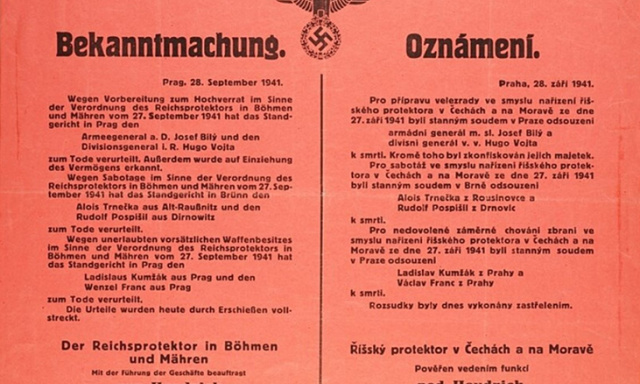 Bekanntmachung.
Prag, 28. September 1941.
Wegen Vorbereitung zum Hochverrat im Sinne
der Verordnung des Reichsprotektors in Böhmen
und Mähren vom 27. September 1941 hat das Stand-
gericht in Prag den
Armeegeneral a. D. Josef Bilý und den
Divisionsgeneral i. R. Hugo Vojta
zum Tode verurteilt. Außerdem wurde auf Einziehung
des Vermögens erkannt.
Wegen Sabotage im Sinne der Verordnung des
Reichsprotektors in Böhmen und Mähren vom 27. Sep-
tember 1941 hat das Standgericht in Brünn den
Alois Trnečka aus Alt-Raußnitz und den
Rudolf Pospišil aus Dirnowitz
zum Tode verurteilt.
Wegen unerlaubten vorsätzlichen Waffenbesitzes
im Sinne der Verordnung des Reichsprotektors in
Böhmen und Mähren vom 27. September 1941 hat
das Standgericht in Prag den
Ladislaus Kumžák aus Prag und den
Wenzel Franc aus Prag
zum Tode verurteilt.
Die Urteile wurden heute durch Erschießen voll-
streckt.
Der Reichsprotektor in Böhmen
und Mähren
Mit der Führung der Geschäfte beauftragt
Oznámení.
Praha, 28. září 1941.
Pro přípravu velezrady ve smyslu nařízení říš-
ského protektora v Čechách a na Moravě ze dne
27. září 1941 byli stanným soudem v Praze odsouzeni
armádní generál m. sl. Josef Bilý a
divisní generál v. v. Hugo Vojta
k smrti. Kromě toho byl zkonfiskován jejich majetek.
Pro sabotáž ve smyslu nařízení říšského protek-
tora v Čechách a na Moravě ze dne 27. září 1941
byli stanným soudem v Brně odsouzeni
Alois Trnečka z Rousinovce a
Rudolf Pospíšil z Drnovic
k smrti.
Pro nedovolené záměrné chování zbraní ve
smyslu nařízení říšského protektora v Čechách a na
Moravě ze dne 27. září 1941 byli stanným soudem
v Praze odsouzeni
Ladislav Kumžák z Prahy a
Václav Franc z Prahy
k smrti.
Rozsudky byly dnes vykonány zastřelením.
Říšský protektor v Čechách a na Moravě
Pověřen vedením funkcí